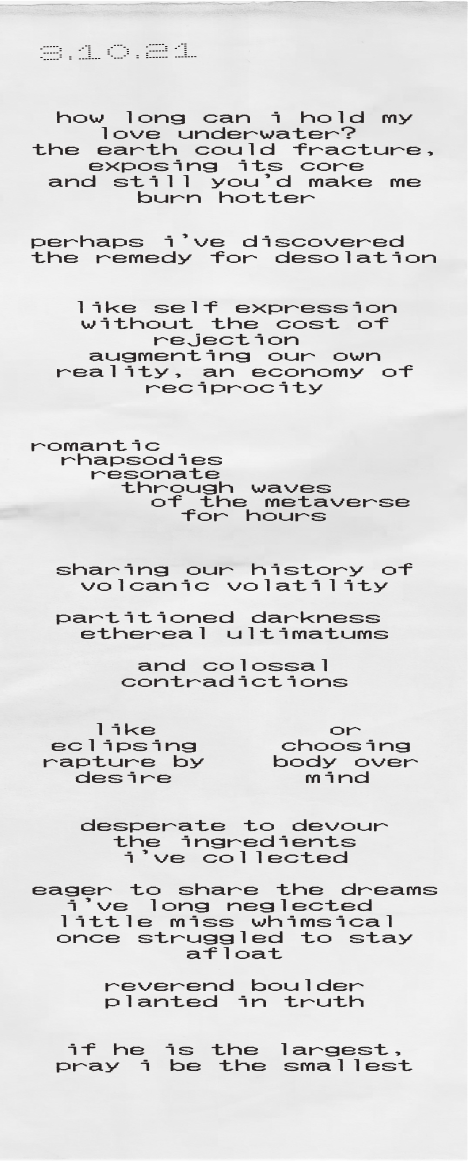 3.10.21
how long can i hold my
love underwater?
the earth could fracture,
exposing its core
and still you'd make me
burn hotter
perhaps i've discovered
the remedy for desolation
like self expression
without the cost of
rejection
augmenting our own
reality, an economy of
reciprocity
romantic
rhapsodies
resonate
through waves
of the metaverse
for hours
sharing our history of
volcanic volatility
partitioned darkness
ethereal ultimatums
and colossal
contradictions
like
eclipsing
rapture by
desire
or
choosing
body over
mind
desperate to devour
the ingredients
i've collected
eager to share the dreams
i've long neglected
little miss whimsical
once struggled to stay
afloat
reverend boulder
planted in truth
if he is the largest,
pray i be the smallest